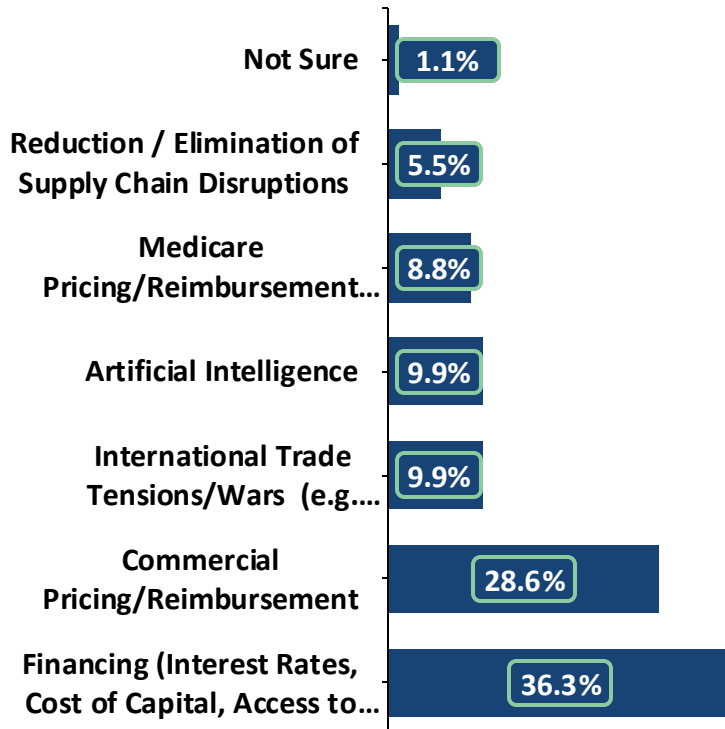 Not Sure
1.1%
Reduction / Elimination of
Supply Chain Disruptions
5.5%
Medicare
Pricing/Reimbursement...
8.8%
Artificial Intelligence
9.9%
International Trade
Tensions/Wars  (e.g....
9.9%
Commercial
Pricing/Reimbursement
28.6%
Financing (Interest Rates,
Cost of Capital, Access to...
36.3%